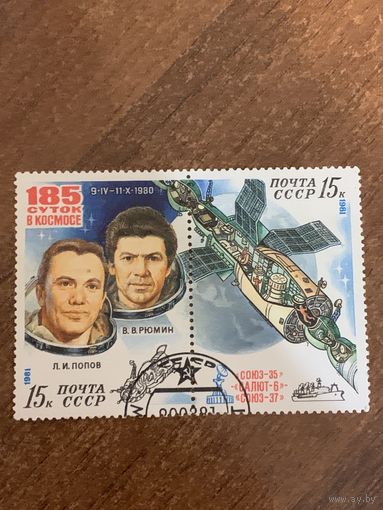 185
СУТОК
В КОСМОСЕ
9·IV-11·X·1980
Л.И.ПОПОВ
В.В.РЮМИН
1981
15к ПОЧТА
СССР
ПОЧТА
СССР 15к
1981
«СОЮЗ-35»
«САЛЮТ-6»
«СОЮЗ-37»
www.ay.by